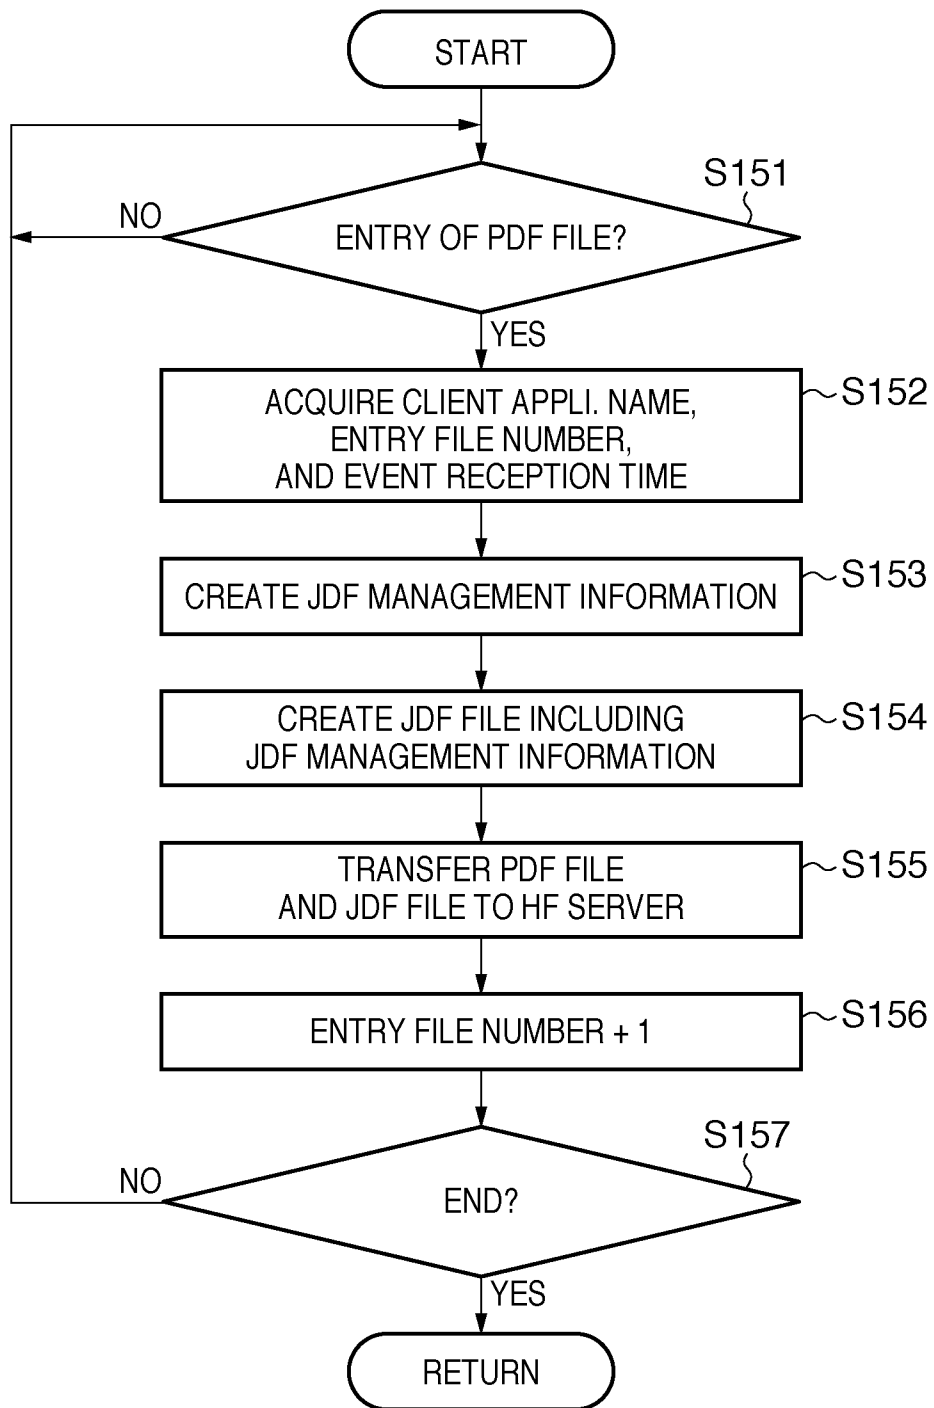 START
S151
NO
ENTRY OF PDF FILE?
YES
ACQUIRE CLIENT APPLI. NAME,
ENTRY FILE NUMBER,
AND EVENT RECEPTION TIME
S152
CREATE JDF MANAGEMENT INFORMATION
S153
CREATE JDF FILE INCLUDING
JDF MANAGEMENT INFORMATION
S154
TRANSFER PDF FILE
AND JDF FILE TO HF SERVER
S155
ENTRY FILE NUMBER + 1
S156
S157
NO
END?
YES
RETURN